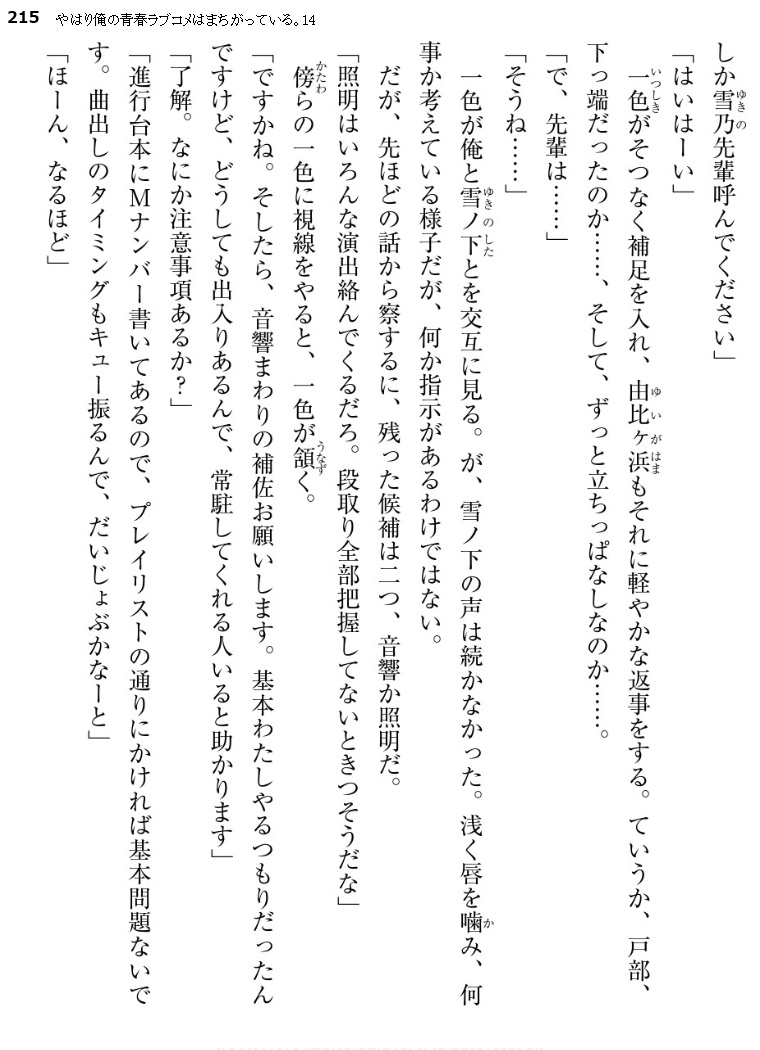 215 やはり俺の青春ラブコメはまちがっている。14
しか雪乃先輩呼んでください」
「はいはーい」
　一色がそつなく補足を入れ、由比ヶ浜もそれに軽やかな返事をする。ていうか、戸部、
下っ端だったのか……、そして、ずっと立ちっぱなしなのか……。
「で、先輩は……」
「そうね……」
　一色が俺と雪ノ下とを交互に見る。が、雪ノ下の声は続かなかった。浅く唇を噛み、何
事か考えている様子だが、何か指示があるわけではない。
　だが、先ほどの話から察するに、残った候補は二つ、音響か照明だ。
「照明はいろんな演出絡んでくるだろ。段取り全部把握してないときつそうだな」
　傍らの一色に視線をやると、一色が頷く。
「ですかね。そしたら、音響まわりの補佐お願いします。基本わたしやるつもりだったん
ですけど、どうしても出入りあるんで、常駐してくれる人いると助かります」
「了解。なにか注意事項あるか?」
「進行台本にMナンバー書いてあるので、プレイリストの通りにかければ基本問題ないで
す。曲出しのタイミングもキュー振るんで、だいじょぶかなーと」
「ほーん、なるほど」